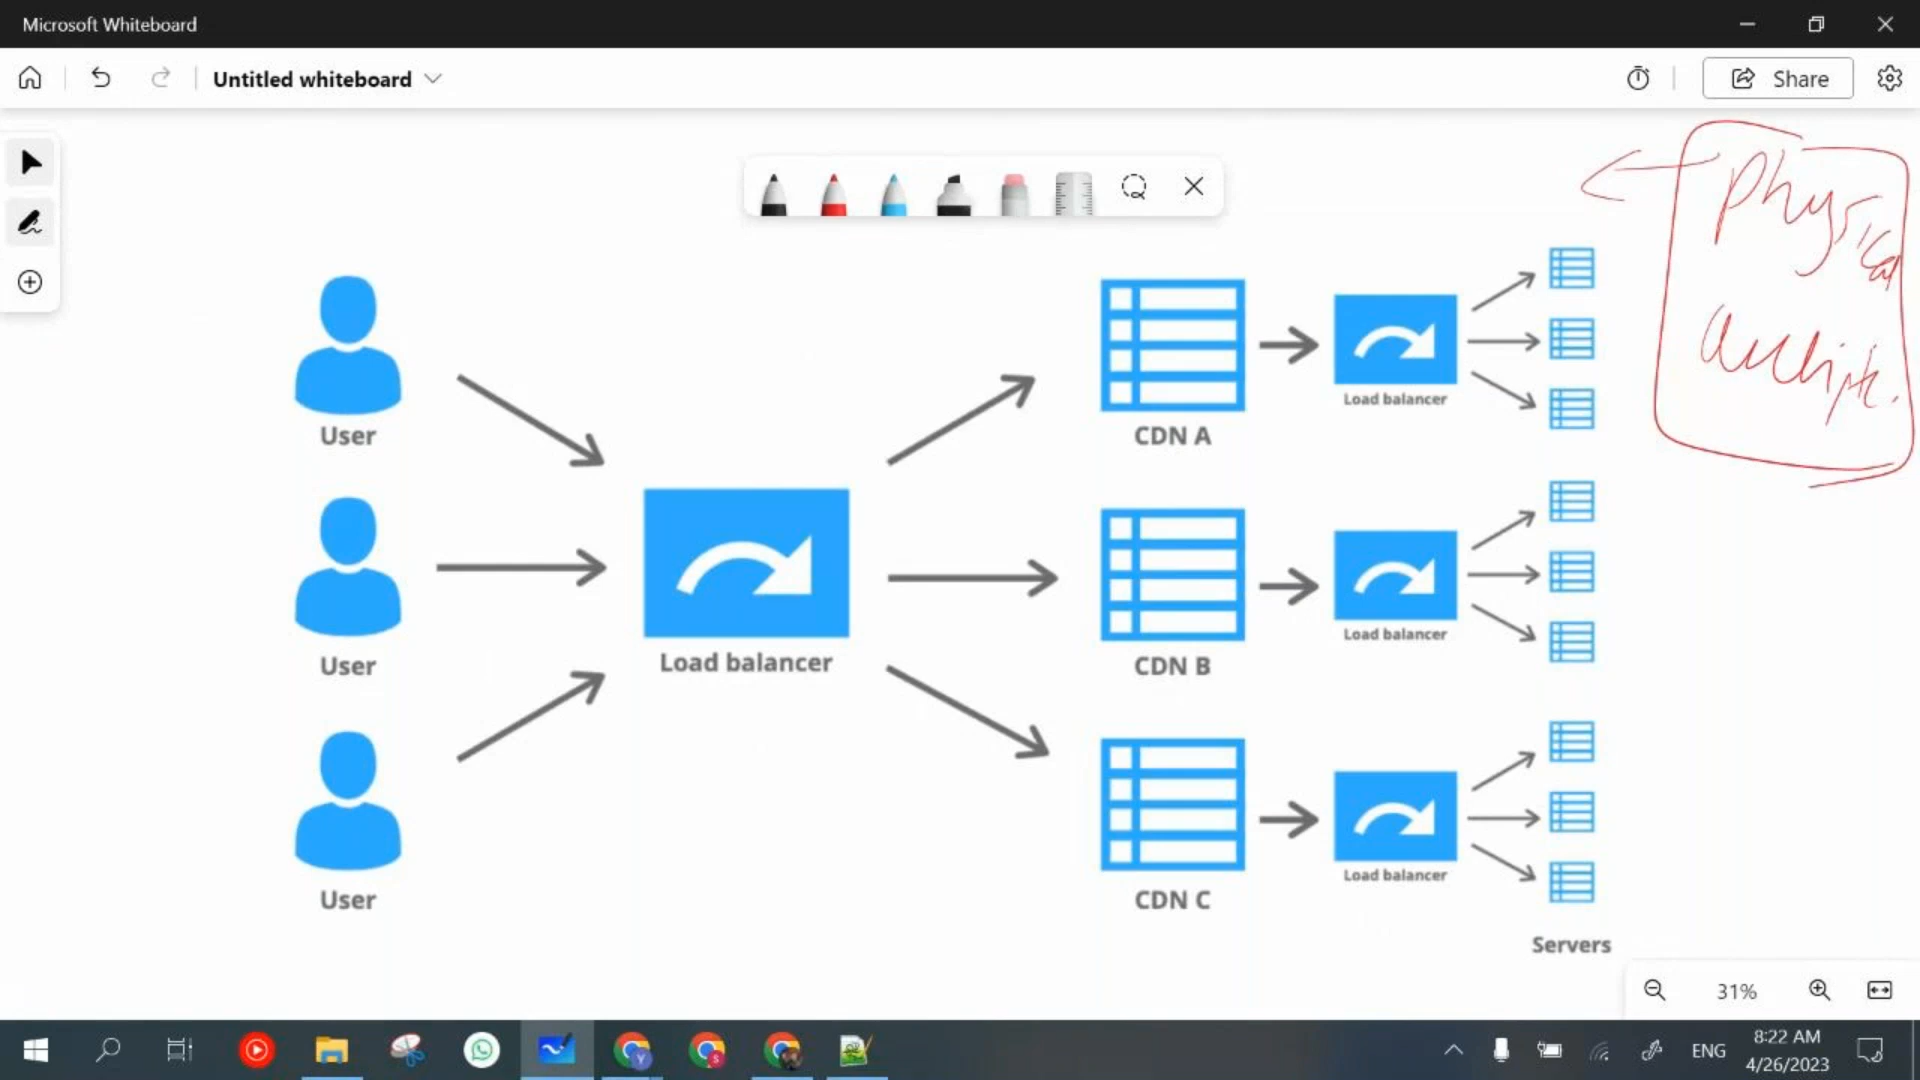 Microsoft Whiteboard
Untitled whiteboard
Share
Physical
User
CDN A
Load balancer
User
Load balancer
CDN B
Load balancer
User
CDN C
Load balancer
Servers
31%
ENG
8:22 AM
4/26/2023